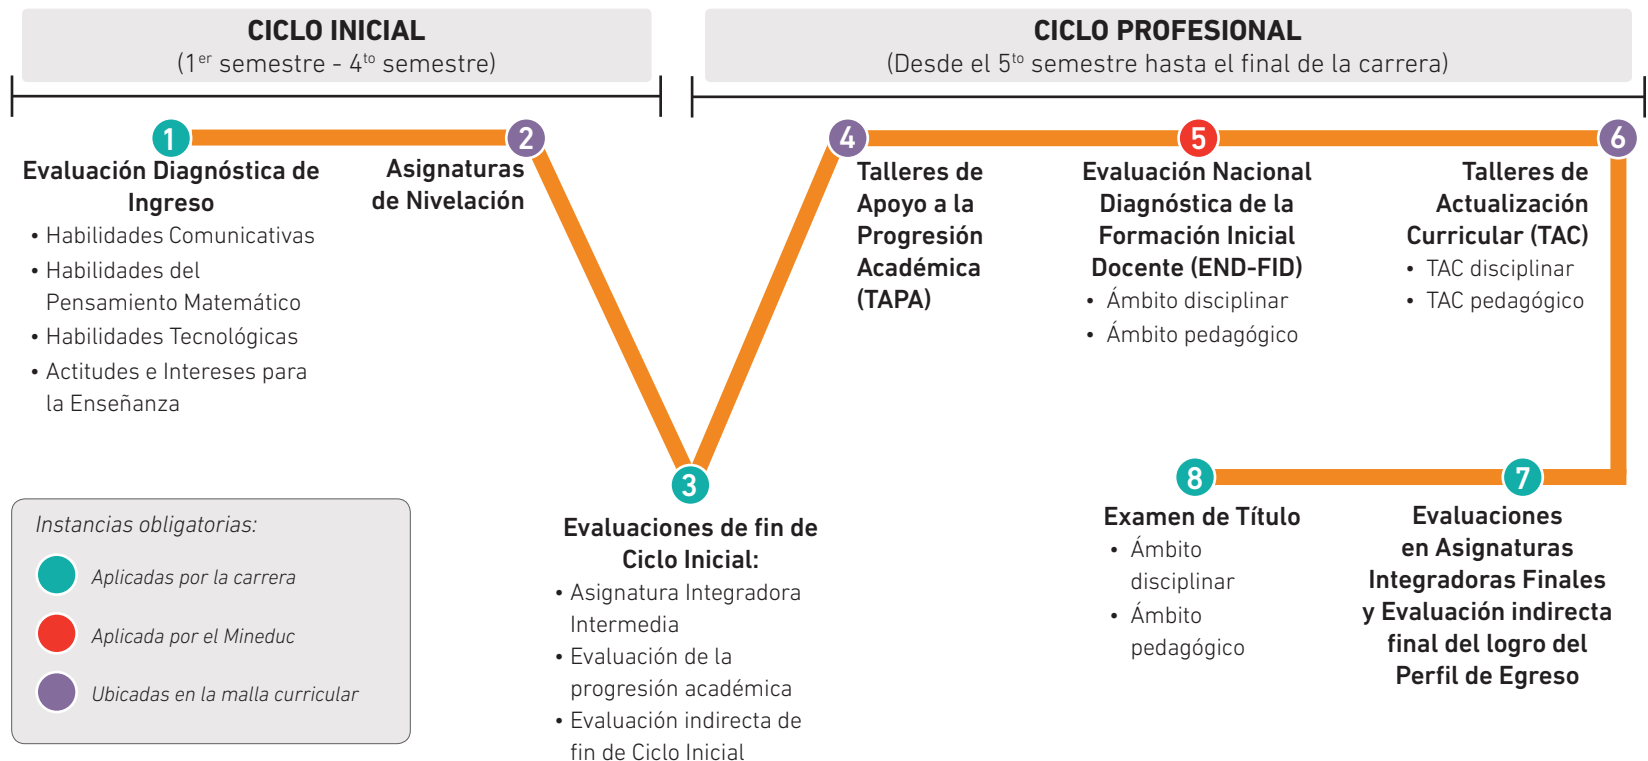 CICLO INICIAL
(1er semestre - 4to semestre)
CICLO PROFESIONAL
(Desde el 5to semestre hasta el final de la carrera)
1
Evaluación Diagnóstica de
Ingreso
• Habilidades Comunicativas
• Habilidades del
Pensamiento Matemático
• Habilidades Tecnológicas
• Actitudes e Intereses para
la Enseñanza
2
Asignaturas
de Nivelación
3
Evaluaciones de fin de
Ciclo Inicial:
• Asignatura Integradora
Intermedia
• Evaluación de la
progresión académica
• Evaluación indirecta de
fin de Ciclo Inicial
4
Talleres de
Apoyo a la
Progresión
Académica
(TAPA)
5
Evaluación Nacional
Diagnóstica de la
Formación Inicial
Docente (END-FID)
• Ámbito disciplinar
• Ámbito pedagógico
6
Talleres de
Actualización
Curricular (TAC)
• TAC disciplinar
• TAC pedagógico
7
Evaluaciones
en Asignaturas
Integradoras Finales
y Evaluación indirecta
final del logro del
Perfil de Egreso
8
Examen de Título
• Ámbito
disciplinar
• Ámbito
pedagógico
Instancias obligatorias:
Aplicadas por la carrera
Aplicada por el Mineduc
Ubicadas en la malla curricular